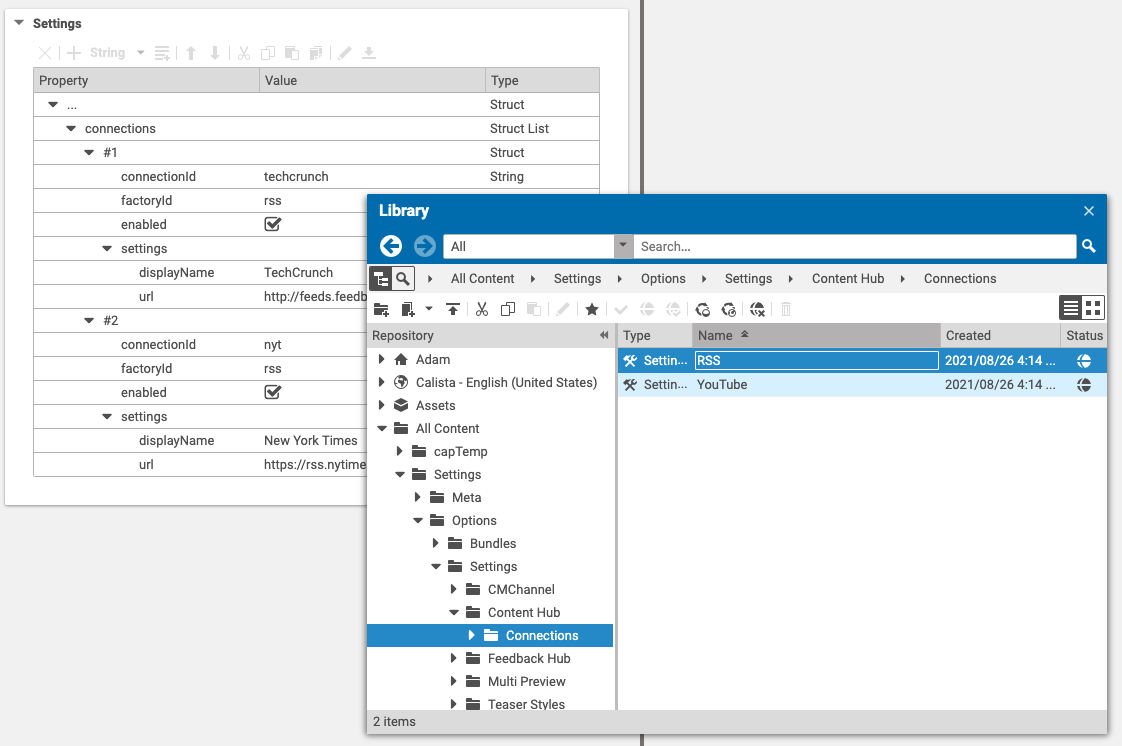 Settings
String
Property Value Type
... Struct
connections Struct List
#1 Struct
connectionId techcrunch String
factoryId rss
enabled
settings
displayName TechCrunch
url http://feeds.feedb
#2
connectionId nyt
factoryId rss
enabled
settings
displayName New York Times
url https://rss.nytime
Library
All Search...
All Content Settings Options Settings Content Hub Connections
Repository
Adam
Calista - English (United States)
Assets
All Content
capTemp
Settings
Meta
Options
Bundles
Settings
CMChannel
Content Hub
Connections
Feedback Hub
Multi Preview
Teaser Styles
Type Name Created Status
Settin... RSS 2021/08/26 4:14 ...
Settin... YouTube 2021/08/26 4:14 ...
2 items